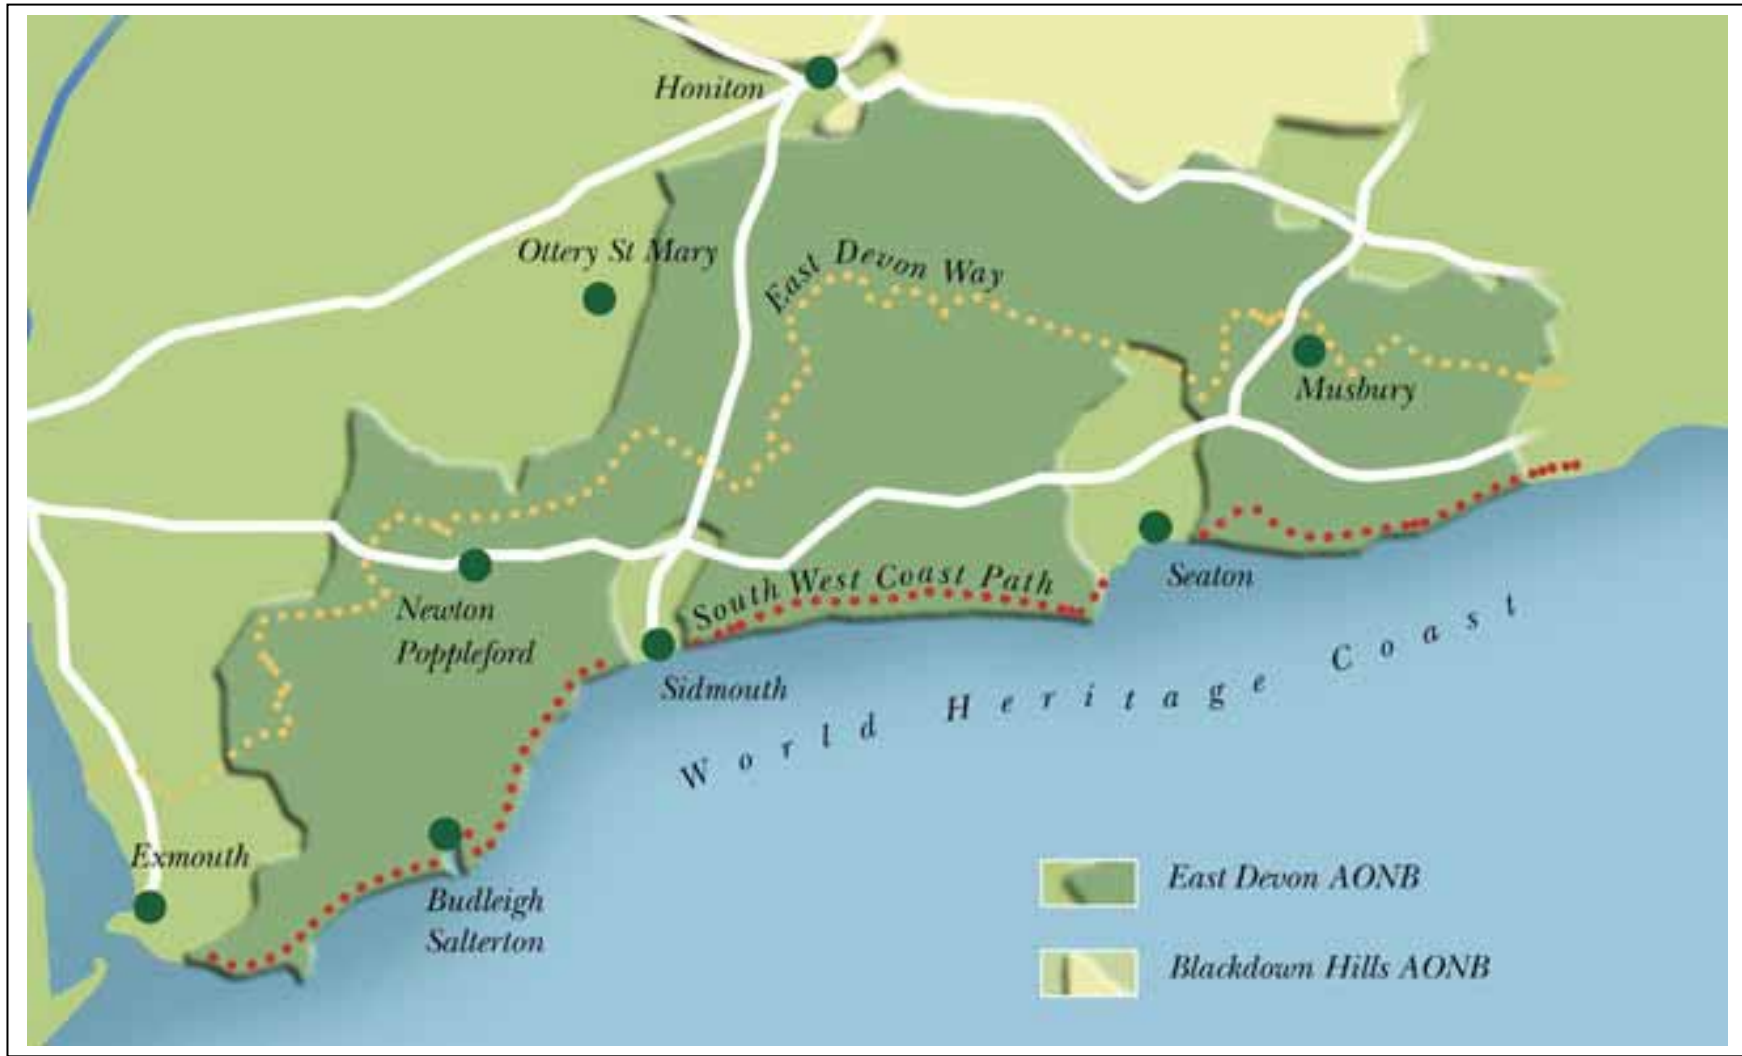 Honiton
Ottery St Mary
East Devon Way
Musbury
South West Coast Path
Seaton
Newton
Poppleford
Sidmouth
World Heritage Coast
Exmouth
Budleigh
Salterton
East Devon AONB
Blackdown Hills AONB